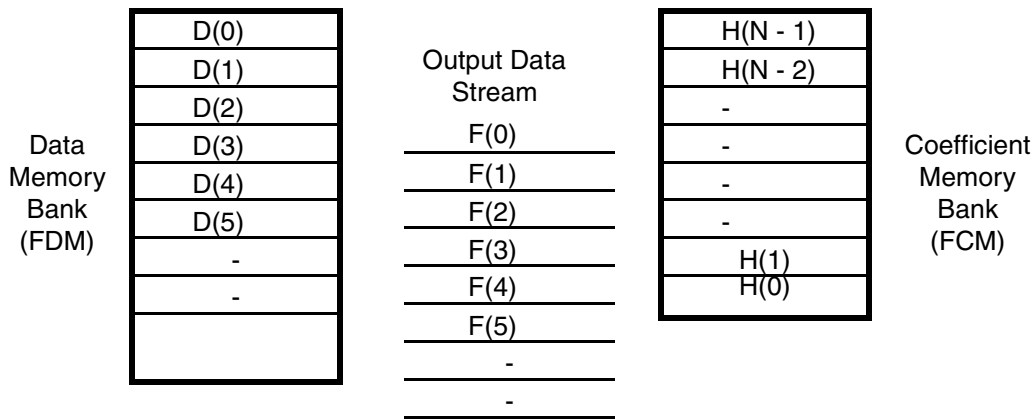 Data
Memory
Bank
(FDM)
D(0)
D(1)
D(2)
D(3)
D(4)
D(5)
-
-
Output Data
Stream
F(0)
F(1)
F(2)
F(3)
F(4)
F(5)
-
-
H(N - 1)
H(N - 2)
-
-
-
-
H(1)
H(0)
Coefficient
Memory
Bank
(FCM)